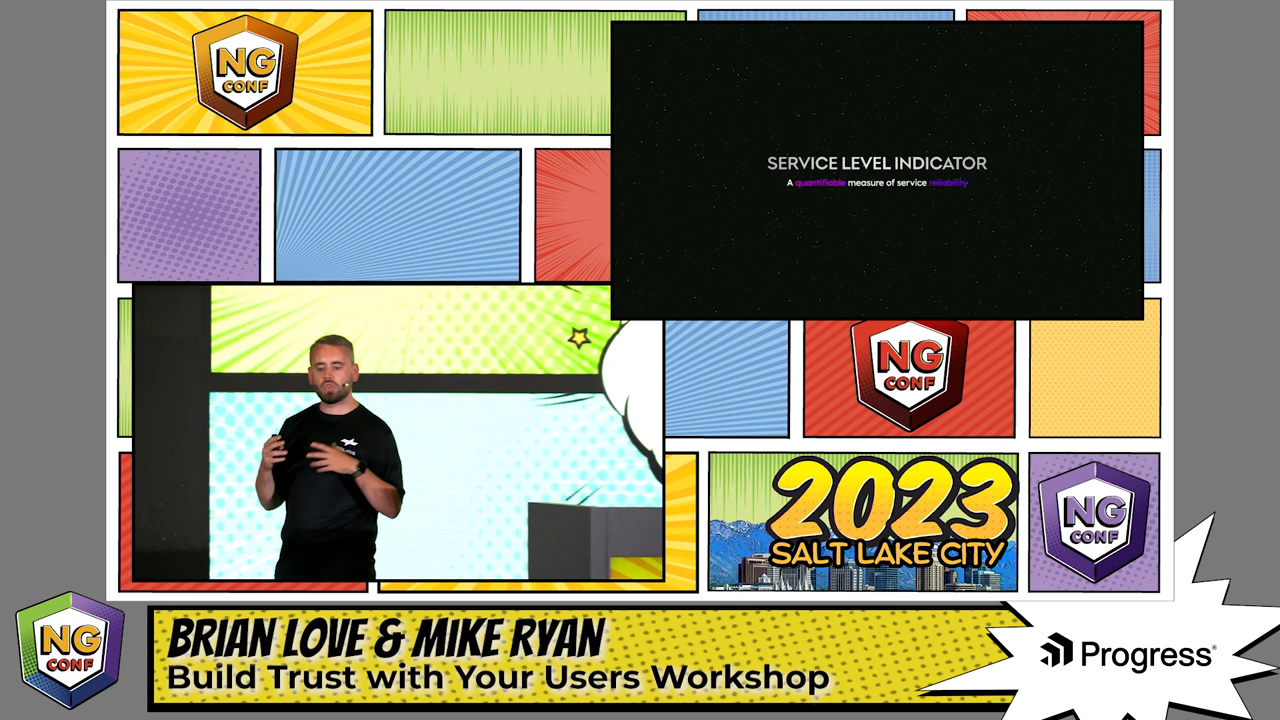 NG
CONF
SERVICE LEVEL INDICATOR
A quantifiable measure of service reliability
NG
CONF
2023
SALT LAKE CITY
NG
CONF
NG
CONF
BRIAN LOVE & MIKE RYAN
Build Trust with Your Users Workshop
Progress